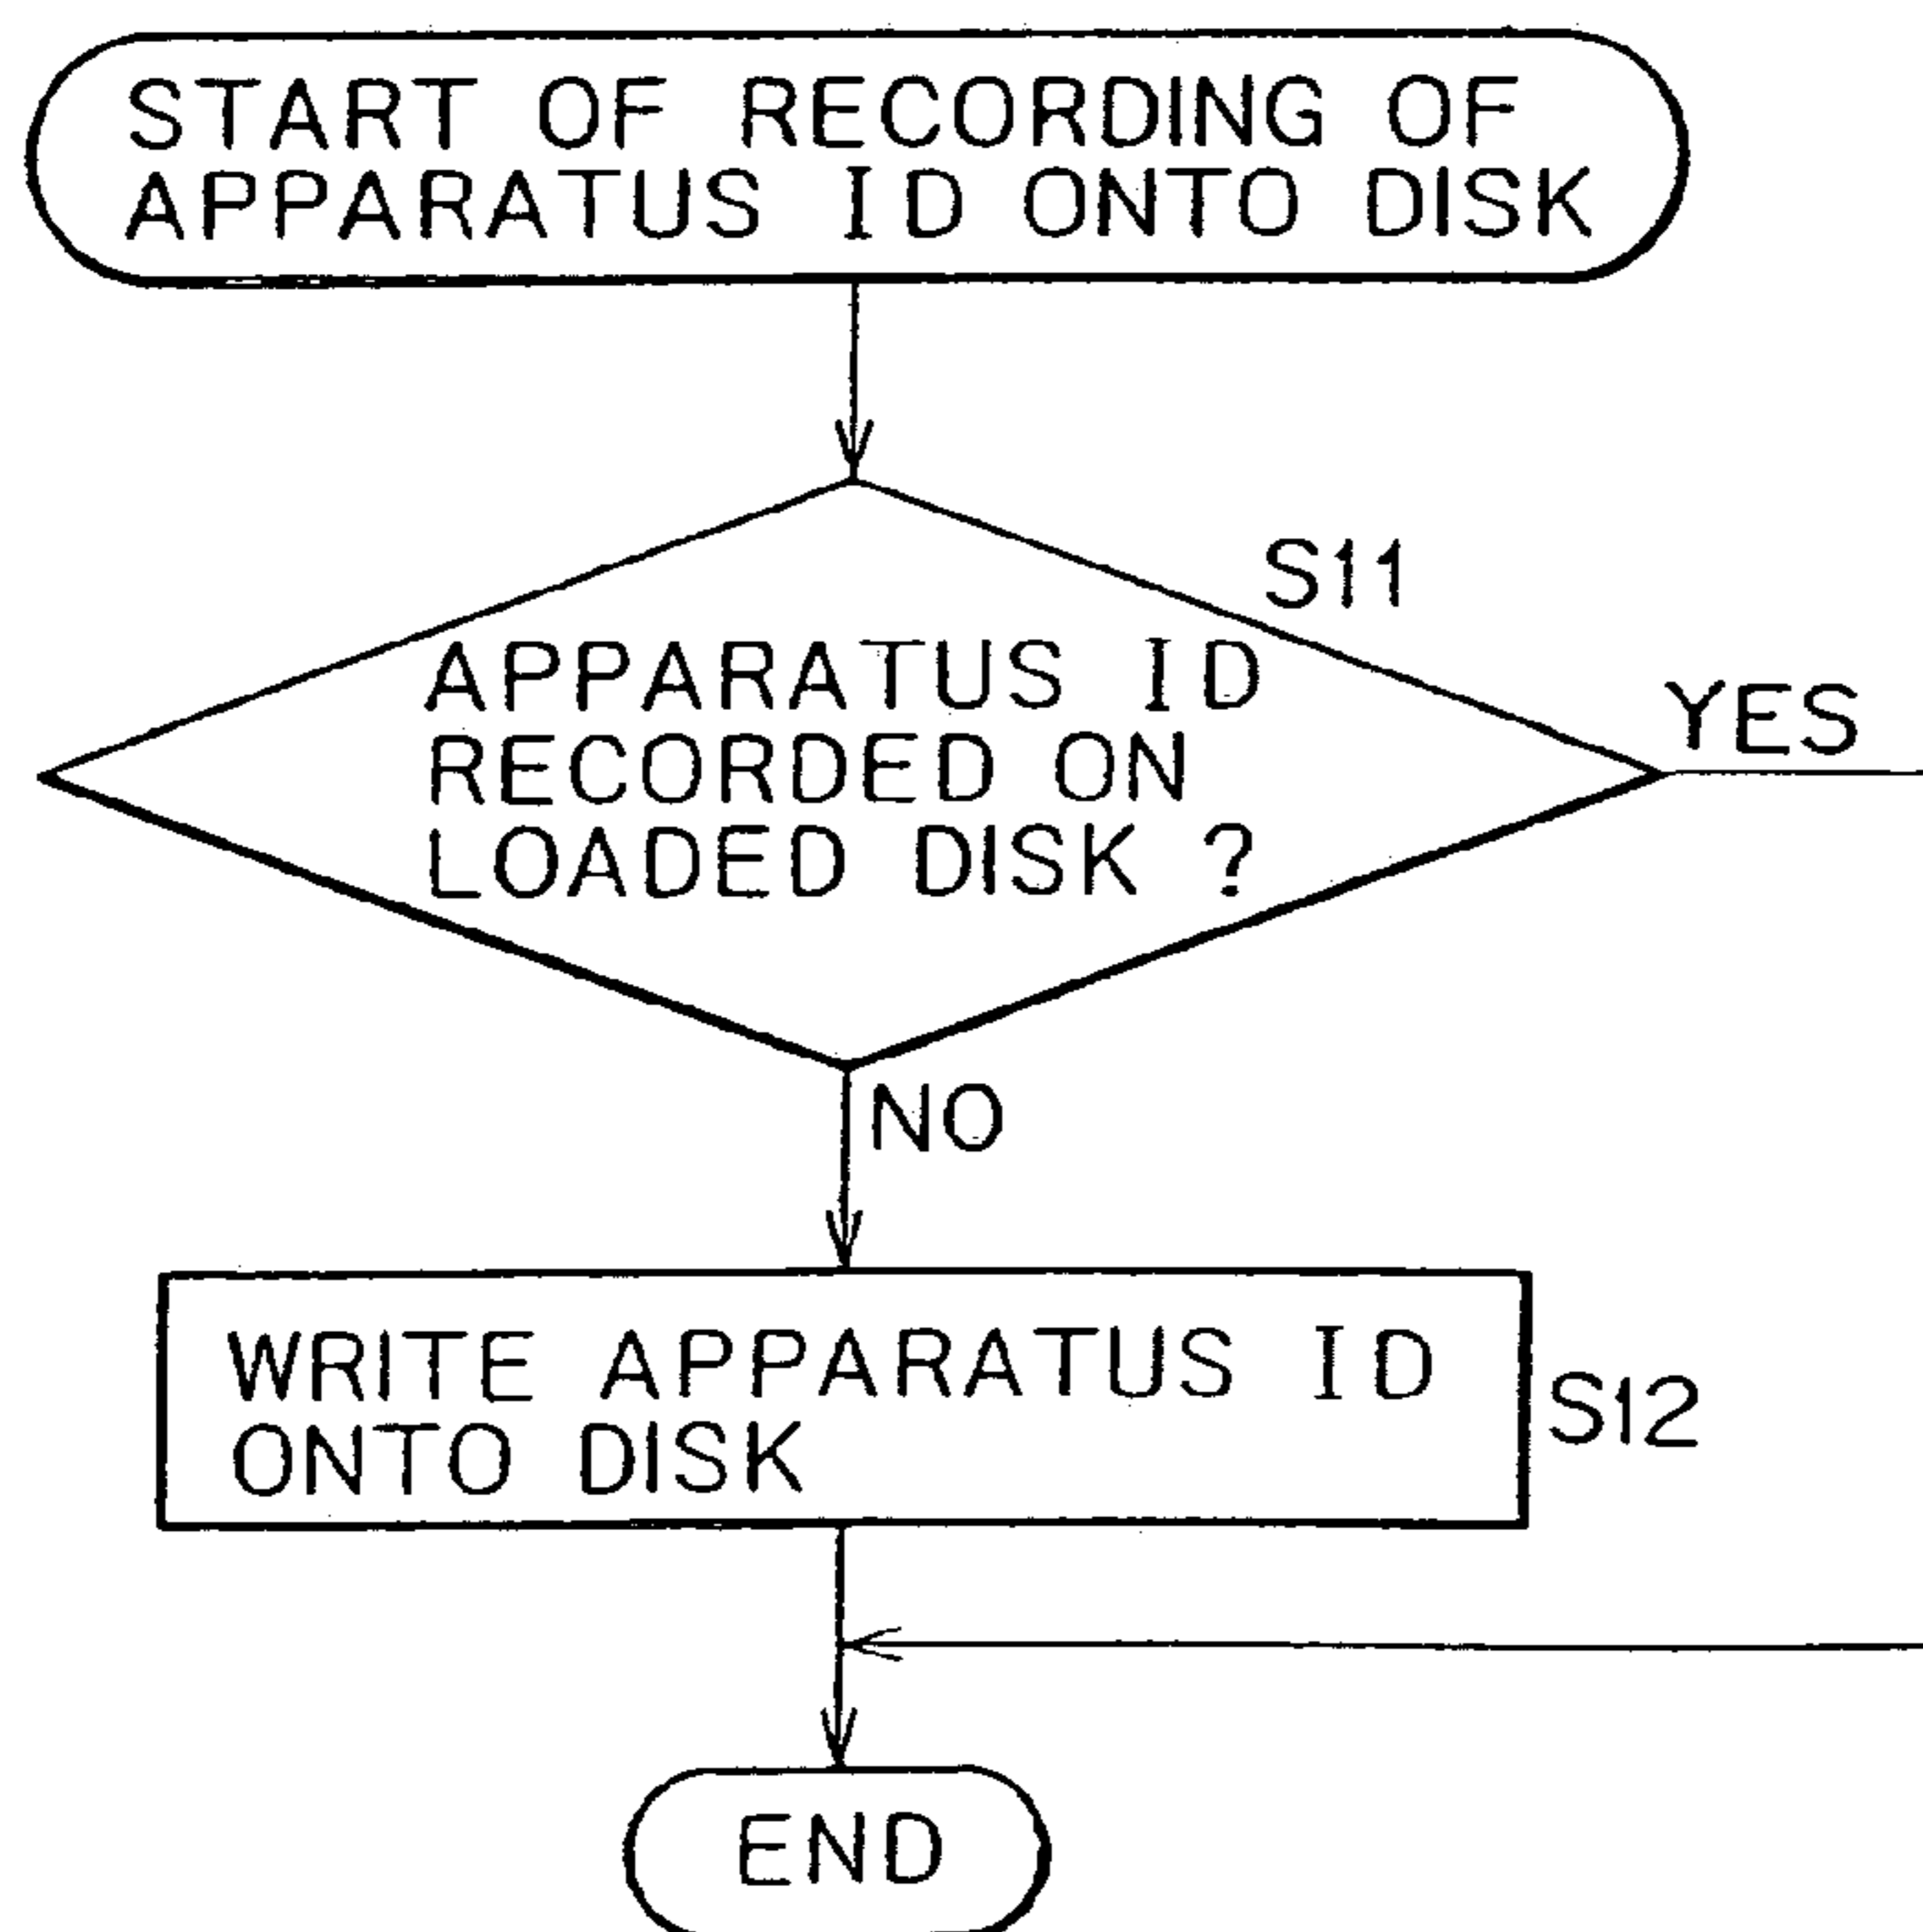 START OF RECORDING OF
APPARATUS ID ONTO DISK
S11
APPARATUS ID
RECORDED ON
LOADED DISK ?
YES
NO
WRITE APPARATUS ID
ONTO DISK
S12
END